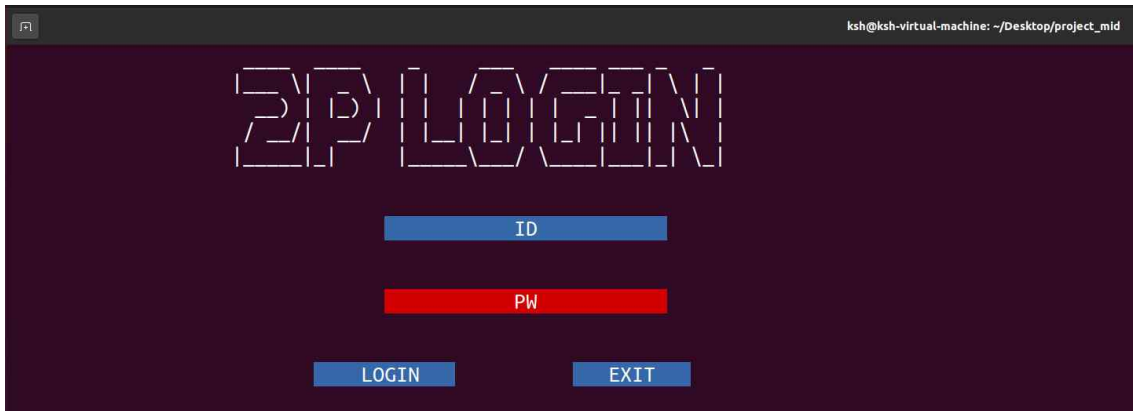 ksh@ksh-virtual-machine: ~/Desktop/project_mid
2P LOGIN
ID
PW
LOGIN EXIT